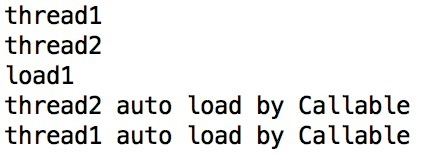 thread1
thread2
load1
thread2 auto load by Callable
thread1 auto load by Callable